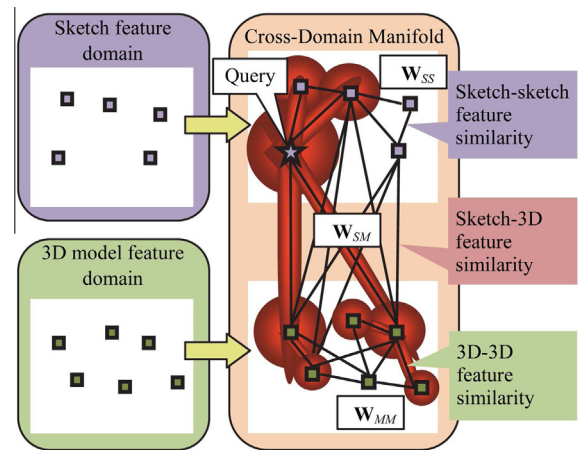 Sketch feature
domain
Cross-Domain Manifold
Query
W_SS
Sketch-sketch
feature
similarity
W_SM
Sketch-3D
feature
similarity
3D model feature
domain
3D-3D
feature
similarity
W_MM